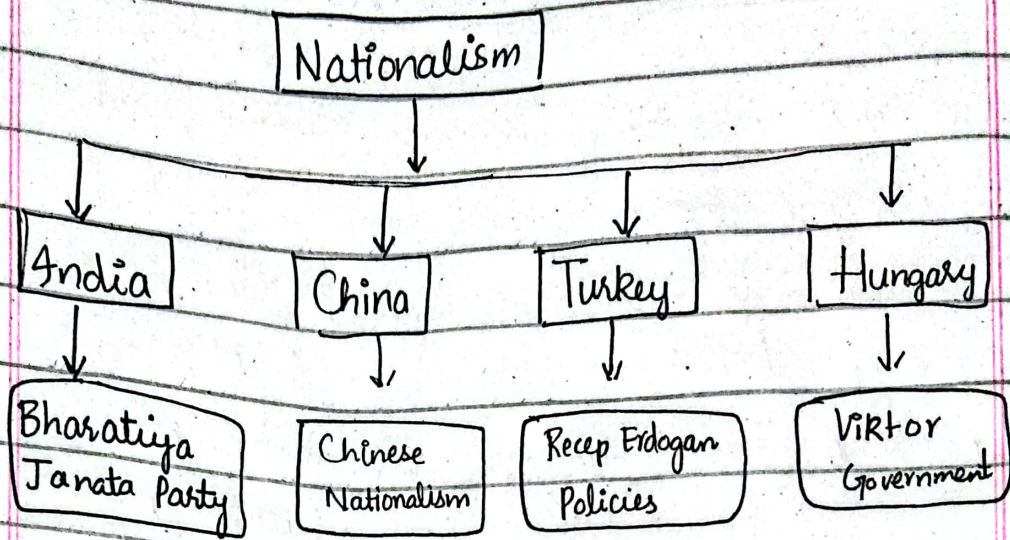 Nationalism
India
China
Turkey
Hungary
Bharatiya
Janata Party
Chinese
Nationalism
Recep Erdogan
Policies
Viktor
Government